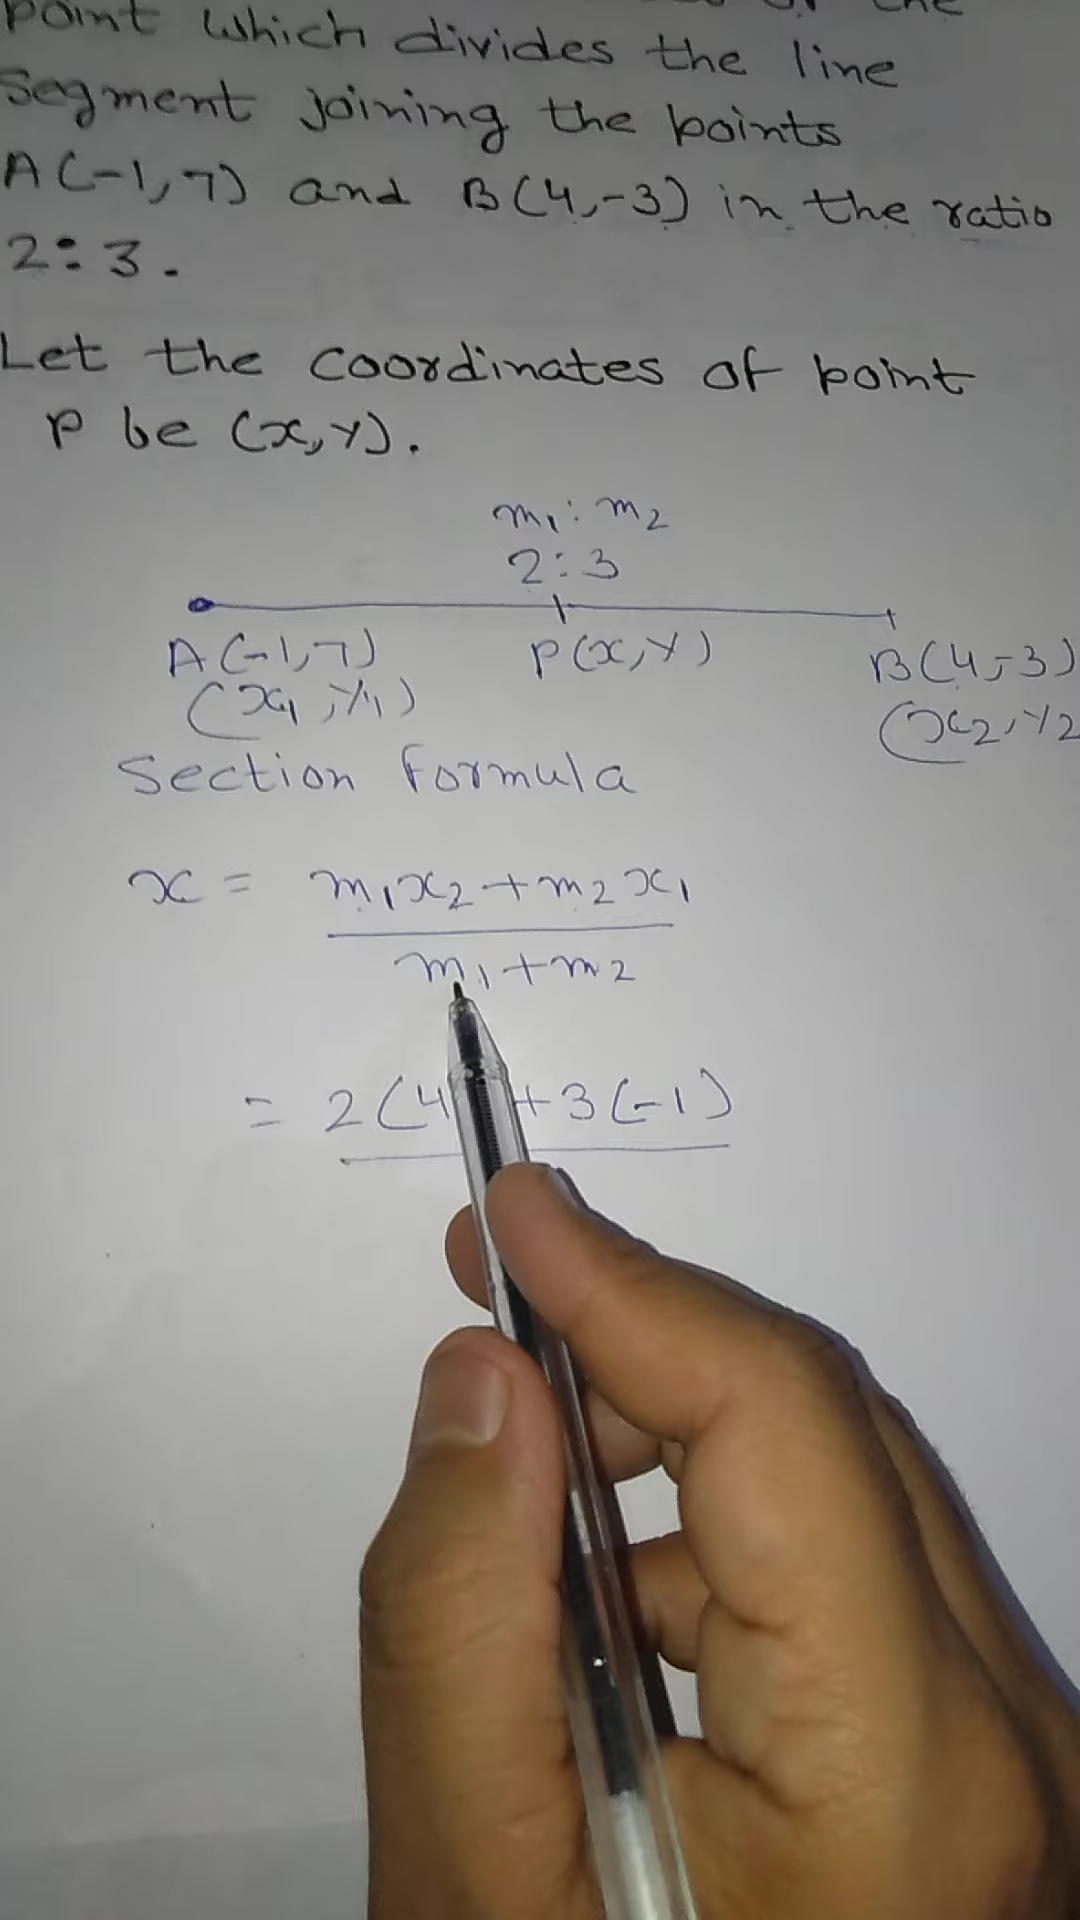 point which divides the line
segment joining the points
A(-1,7) and B(4,-3) in the ratio
2:3.
Let the coordinates of point
P be (x,y).
m1 : m2
2:3
A(-1,7) P(x,y) B(4,-3)
(x1,y1) (x2,y2
Section formula
x = m1x2+m2x1
m1+m2
= 2(4 +3(-1)